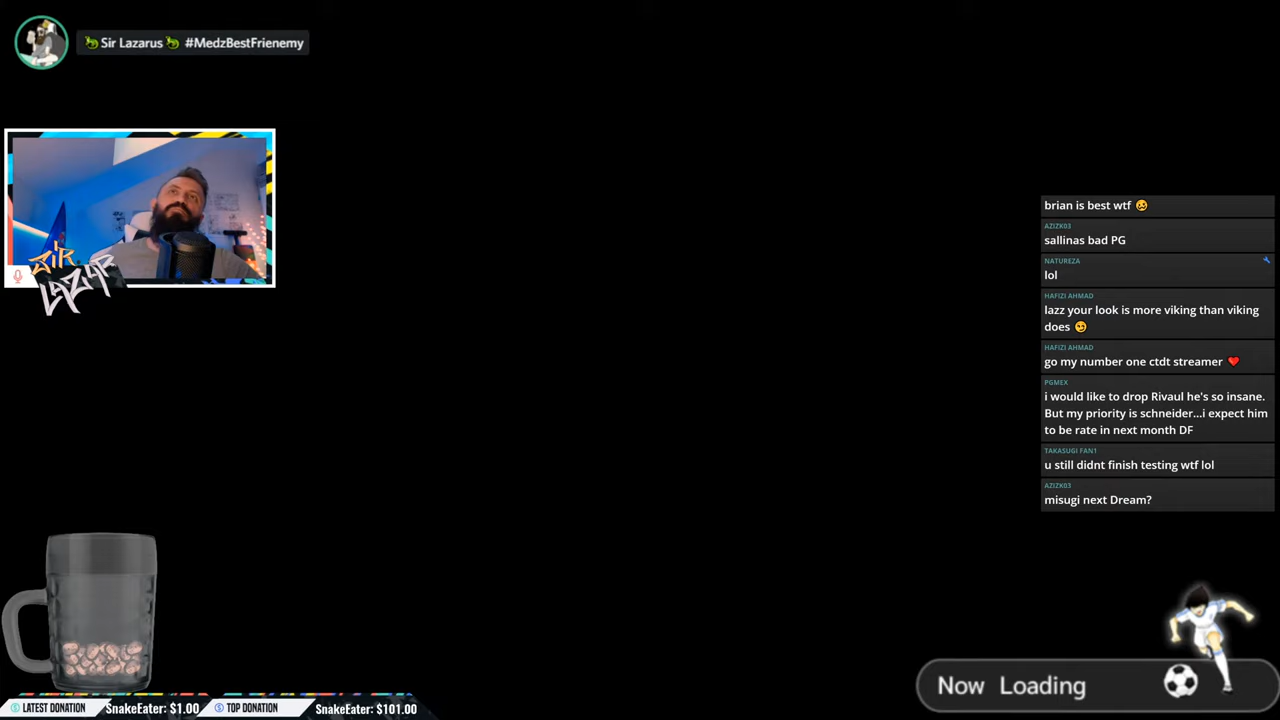 Sir Lazarus #MedzBestFrienemy
SIR
LAZAR
brian is best wtf 😖
AZIZK03
sallinas bad PG
NATUREZA
lol
HAFIZI AHMAD
lazz your look is more viking than viking
does 😏
HAFIZI AHMAD
go my number one ctdt streamer ❤️
PGMEX
i would like to drop Rivaul he's so insane.
But my priority is schneider...i expect him
to be rate in next month DF
TAKASUGI FAN1
u still didnt finish testing wtf lol
AZIZK03
misugi next Dream?
Now Loading
LATEST DONATION SnakeEater: $1.00 TOP DONATION SnakeEater: $101.00